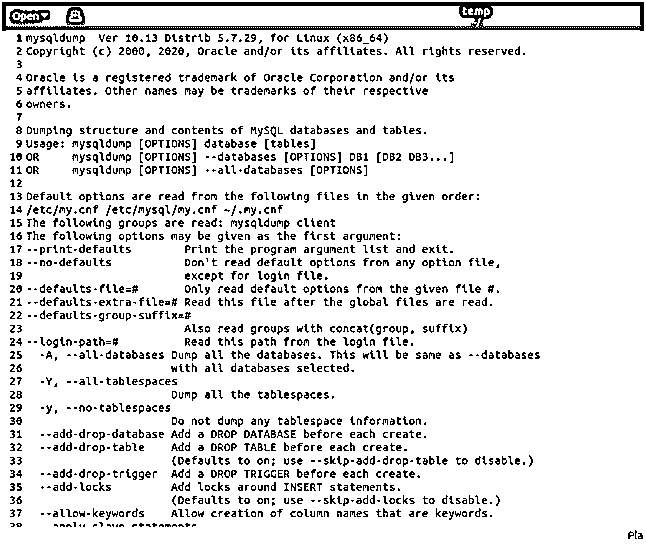 Open temp
1 mysqldump  Ver 10.13 Distrib 5.7.29, for Linux (x86_64)
2 Copyright (c) 2000, 2020, Oracle and/or its affiliates. All rights reserved.
3
4 Oracle is a registered trademark of Oracle Corporation and/or its
5 affiliates. Other names may be trademarks of their respective
6 owners.
7
8 Dumping structure and contents of MySQL databases and tables.
9 Usage: mysqldump [OPTIONS] database [tables]
10 OR     mysqldump [OPTIONS] --databases [OPTIONS] DB1 [DB2 DB3...]
11 OR     mysqldump [OPTIONS] --all-databases [OPTIONS]
12
13 Default options are read from the following files in the given order:
14 /etc/my.cnf /etc/mysql/my.cnf ~/.my.cnf
15 The following groups are read: mysqldump client
16 The following options may be given as the first argument:
17 --print-defaults        Print the program argument list and exit.
18 --no-defaults           Don't read default options from any option file,
19                         except for login file.
20 --defaults-file=#       Only read default options from the given file #.
21 --defaults-extra-file=# Read this file after the global files are read.
22 --defaults-group-suffix=#
23                         Also read groups with concat(group, suffix)
24 --login-path=#          Read this path from the login file.
25   -A, --all-databases Dump all the databases. This will be same as --databases
26                       with all databases selected.
27   -Y, --all-tablespaces
28                       Dump all the tablespaces.
29   -y, --no-tablespaces
30                       Do not dump any tablespace information.
31   --add-drop-database Add a DROP DATABASE before each create.
32   --add-drop-table    Add a DROP TABLE before each create.
33                       (Defaults to on; use --skip-add-drop-table to disable.)
34   --add-drop-trigger  Add a DROP TRIGGER before each create.
35   --add-locks         Add locks around INSERT statements.
36                       (Defaults to on; use --skip-add-locks to disable.)
37   --allow-keywords    Allow creation of column names that are keywords.
Pla